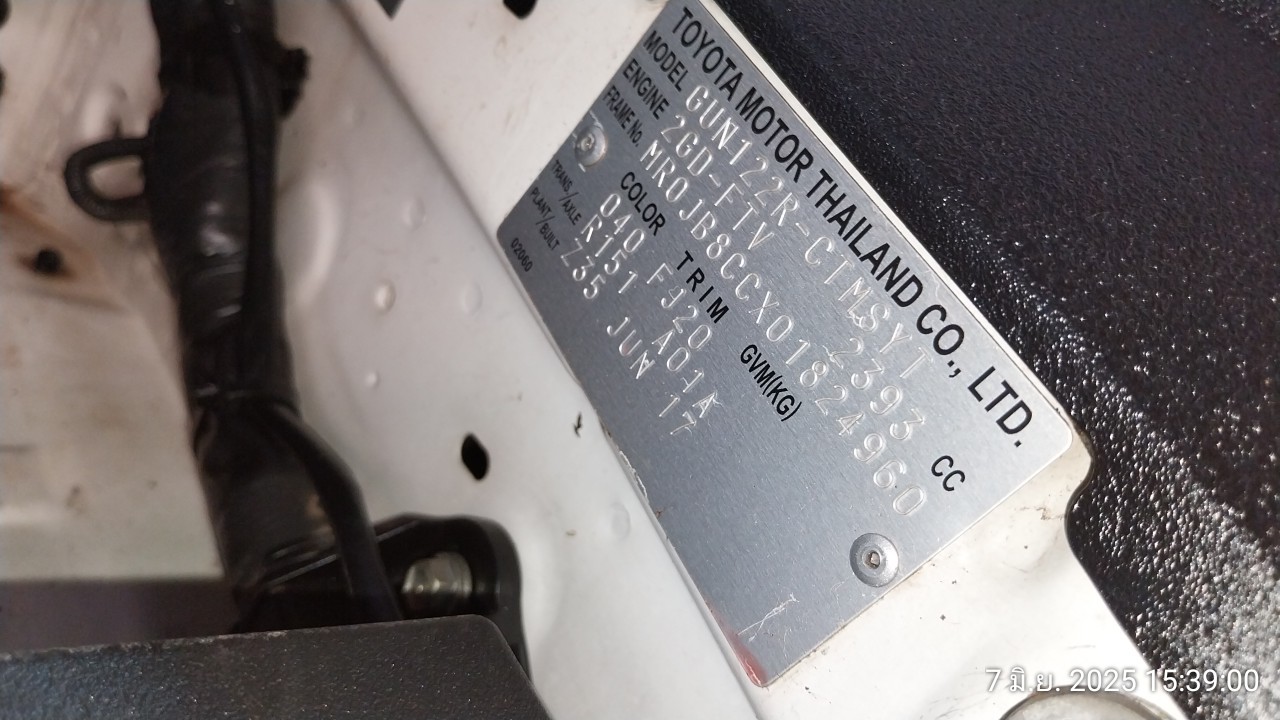 TOYOTA MOTOR THAILAND CO., LTD.
MODEL GUN122R-CTMSYT
ENGINE 2GD-FTV 2393 CC
FRAME No. MR0JB8CCX01824960
COLOR TRIM GVM(KG)
040 FJ20
TRANS/AXLE R151 A01A
PLANT/BUILT Z35 JUN 17
02060
7 มิ.ย. 2025 15:39:00